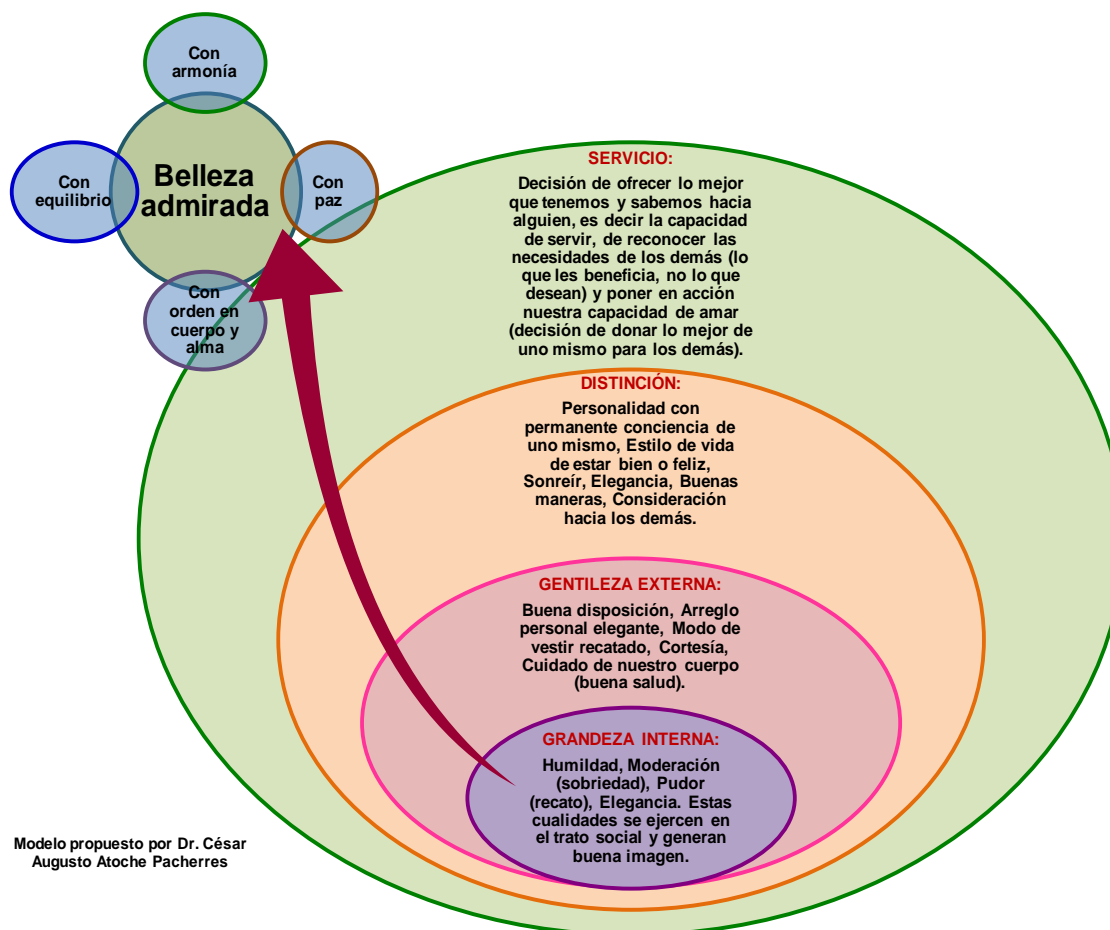 Con
armonía
Belleza
admirada
Con
equilibrio
Con
paz
Con
orden en
cuerpo y
alma
SERVICIO:
Decisión de ofrecer lo mejor
que tenemos y sabemos hacia
alguien, es decir la capacidad
de servir, de reconocer las
necesidades de los demás (lo
que les beneficia, no lo que
desean) y poner en acción
nuestra capacidad de amar
(decisión de donar lo mejor de
uno mismo para los demás).
DISTINCIÓN:
Personalidad con
permanente conciencia de
uno mismo, Estilo de vida
de estar bien o feliz,
Sonreír, Elegancia, Buenas
maneras, Consideración
hacia los demás.
GENTILEZA EXTERNA:
Buena disposición, Arreglo
personal elegante, Modo de
vestir recatado, Cortesía,
Cuidado de nuestro cuerpo
(buena salud).
GRANDEZA INTERNA:
Humildad, Moderación
(sobriedad), Pudor
(recato), Elegancia. Estas
cualidades se ejercen en
el trato social y generan
buena imagen.
Modelo propuesto por Dr. César
Augusto Atoche Pacherres